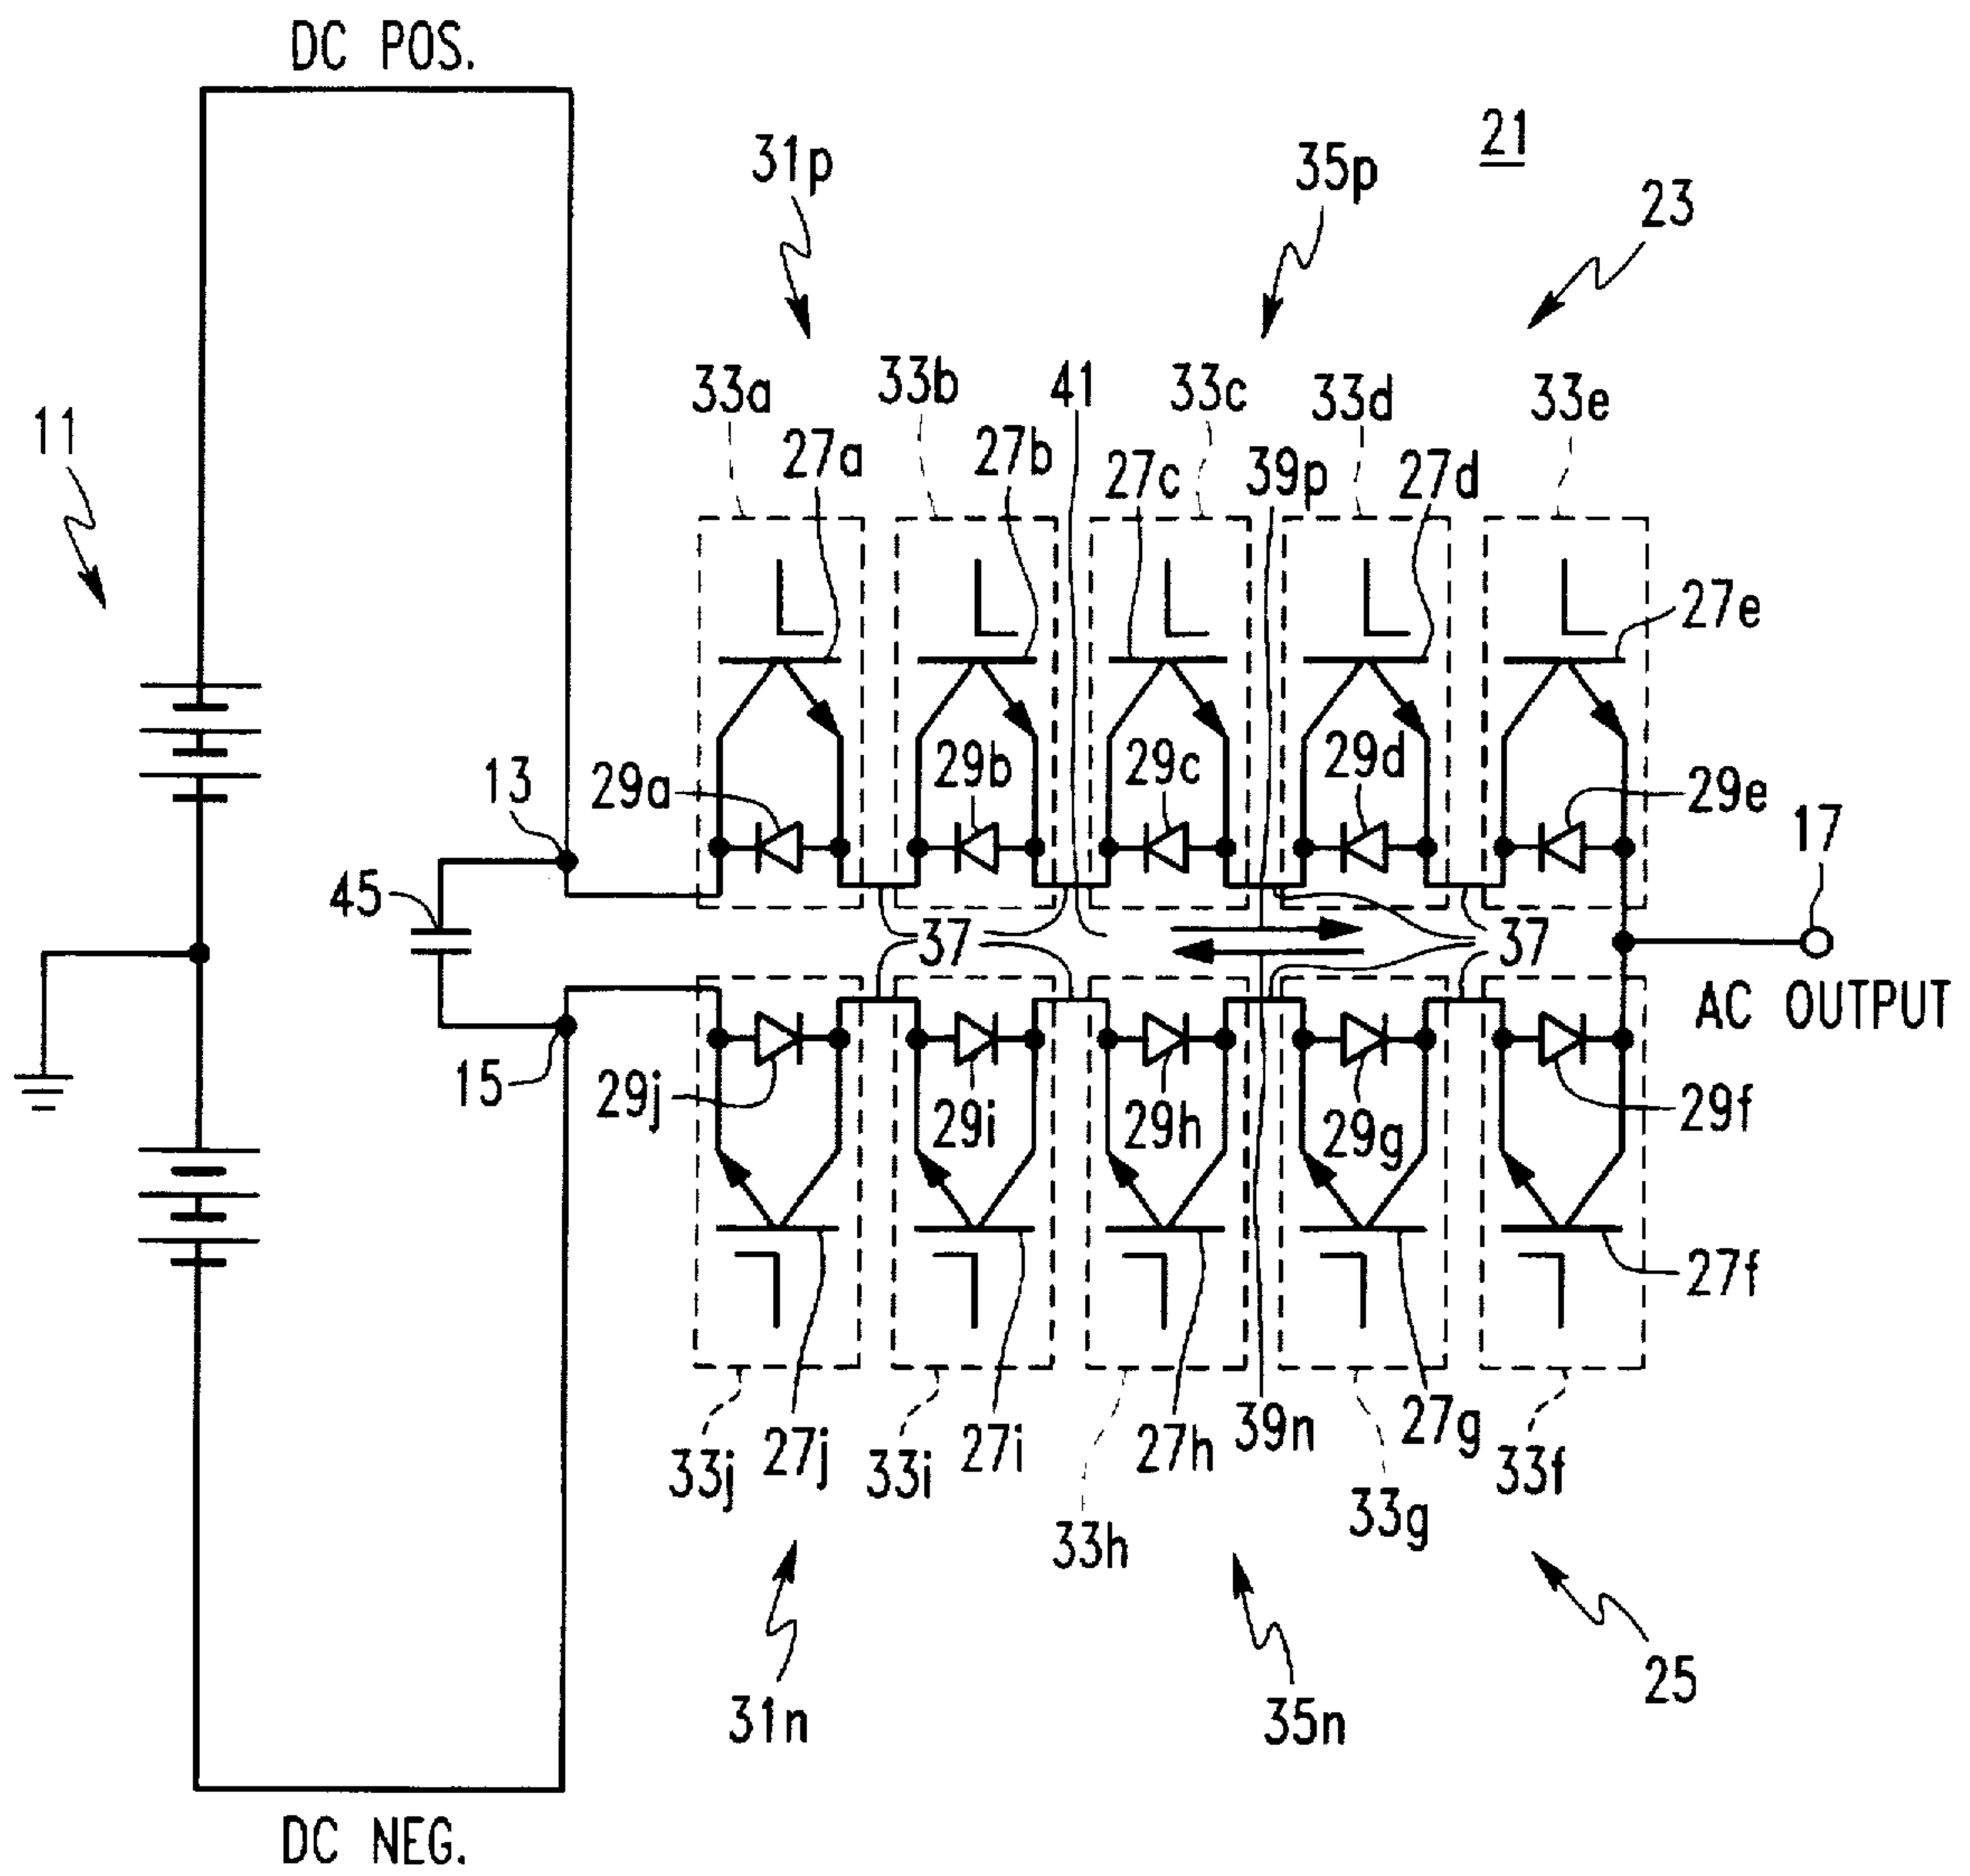 DC POS.
21
31p
35p
23
33a
33b
41
33c
33d
33e
11
27a
27b
27c
39p
27d
27e
13
29a
29b
29c
29d
29e
17
45
37
37
AC OUTPUT
15
29j
29i
29h
29g
29f
27f
33j
27j
33i
27i
27h
39n
27g
33f
33h
33g
31n
35n
25
DC NEG.